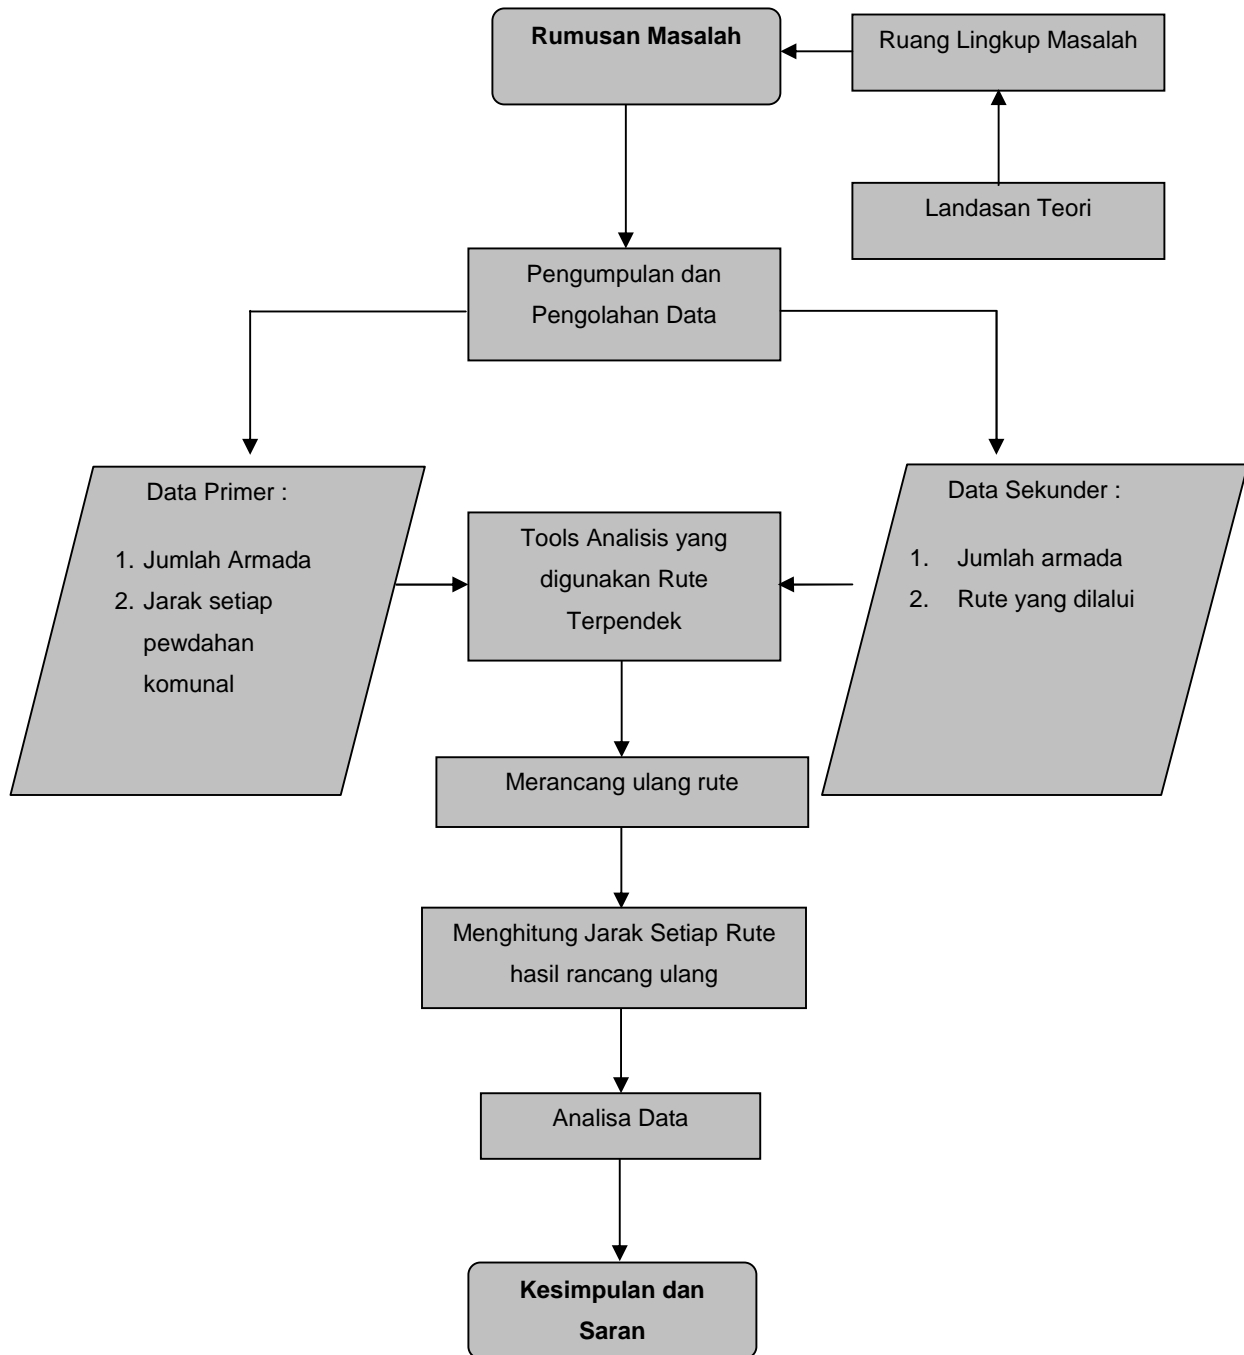 Rumusan Masalah
Ruang Lingkup Masalah
Landasan Teori
Pengumpulan dan
Pengolahan Data
Data Primer :
1. Jumlah Armada
2. Jarak setiap
pewdahan
komunal
Tools Analisis yang
digunakan Rute
Terpendek
Data Sekunder :
1. Jumlah armada
2. Rute yang dilalui
Merancang ulang rute
Menghitung Jarak Setiap Rute
hasil rancang ulang
Analisa Data
Kesimpulan dan
Saran